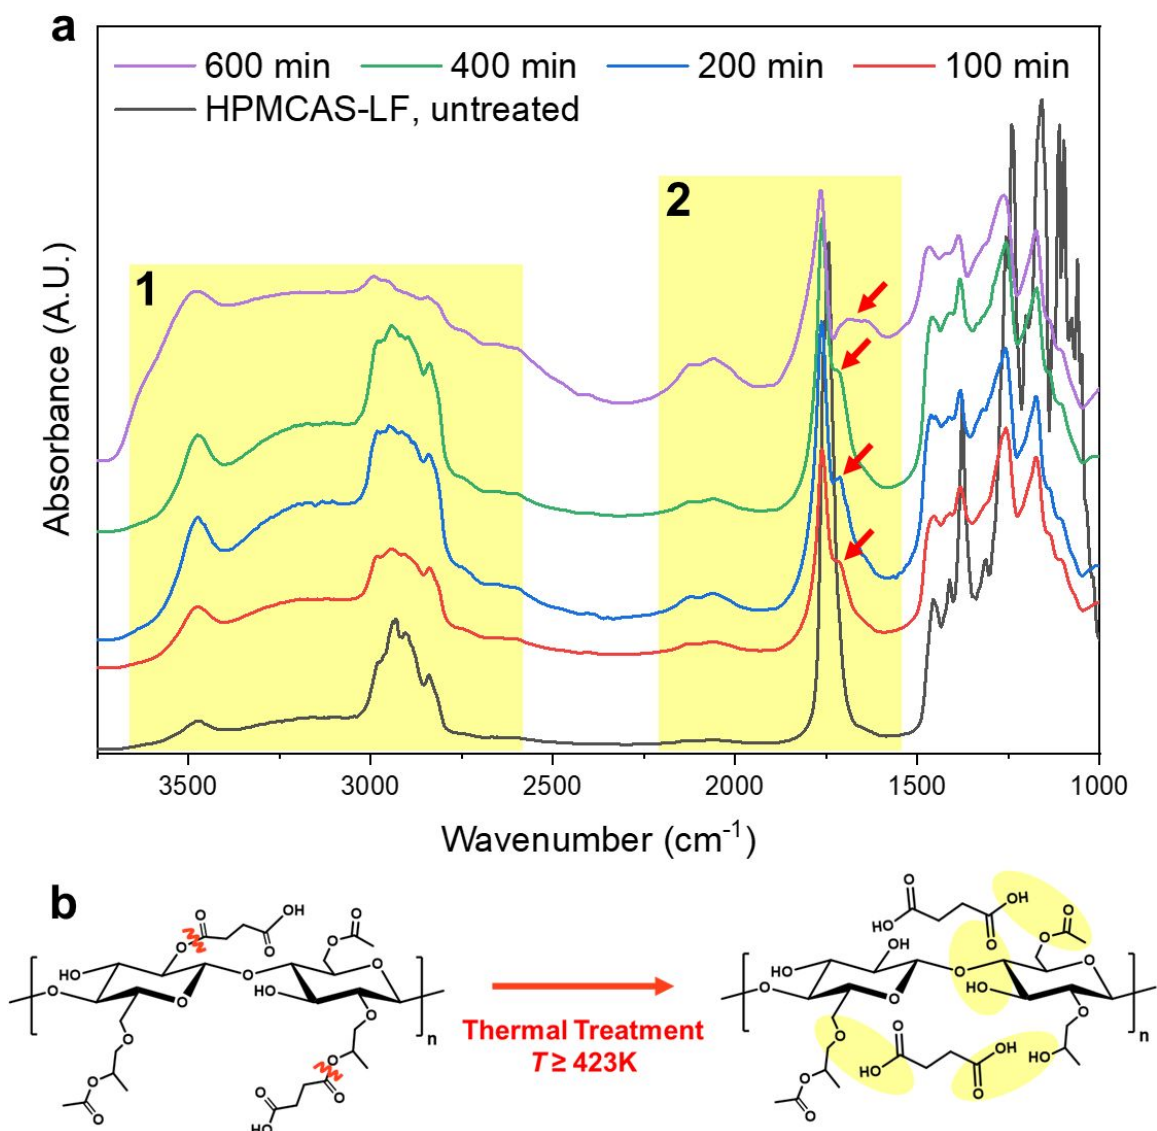 a
600 min 400 min 200 min 100 min
HPMCAS-LF, untreated
1
2
Absorbance (A.U.)
3500 3000 2500 2000 1500 1000
Wavenumber (cm-1)
b
O OH O
O O O
HO O O
O O HO O
O O n
O O
O O
HO O
Thermal Treatment
T ≥ 423K
O OH O
HO O O
OH
HO O O
O O HO O
O O n
O OH HO
O HO O
O